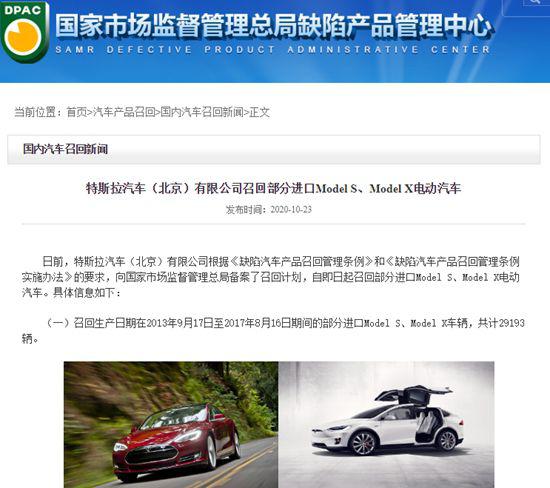 DPAC
国家市场监督管理总局缺陷产品管理中心
SAMR DEFECTIVE PRODUCT ADMINISTRATIVE CENTER
当前位置：首页>汽车产品召回>国内汽车召回新闻>正文
国内汽车召回新闻
特斯拉汽车（北京）有限公司召回部分进口Model S、Model X电动汽车
发布时间：2020-10-23
日前，特斯拉汽车（北京）有限公司根据《缺陷汽车产品召回管理条例》和《缺陷汽车产品召回管理条例
实施办法》的要求，向国家市场监督管理总局备案了召回计划，自即日起召回部分进口Model S、Model X电动
汽车。具体信息如下：
（一）召回生产日期在2013年9月17日至2017年8月16日期间的部分进口Model S、Model X车辆，共计29193
辆。